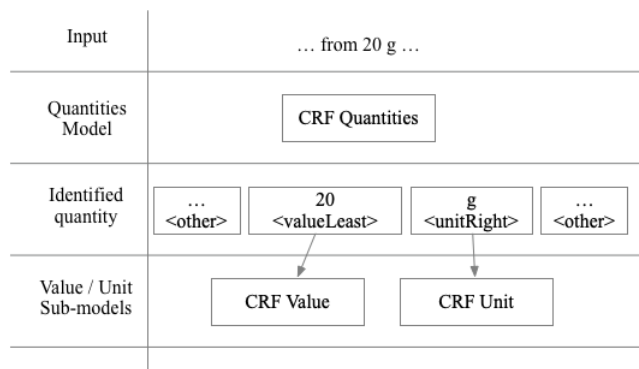 Input
… from 20 g …
Quantities
Model
CRF Quantities
Identified
quantity
…
<other>
20
<valueLeast>
g
<unitRight>
…
<other>
Value / Unit
Sub-models
CRF Value
CRF Unit